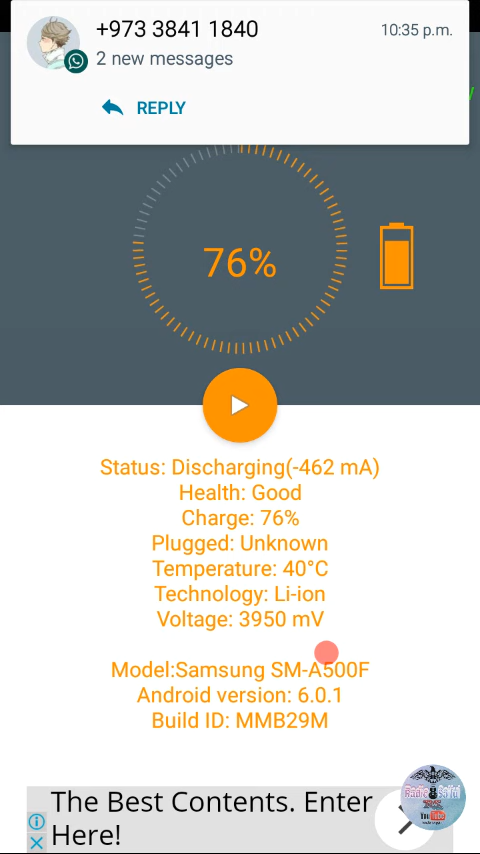 +973 3841 1840
10:35 p.m.
2 new messages
REPLY
76%
Status: Discharging(-462 mA)
Health: Good
Charge: 76%
Plugged: Unknown
Temperature: 40°C
Technology: Li-ion
Voltage: 3950 mV
Model:Samsung SM-A500F
Android version: 6.0.1
Build ID: MMB29M
The Best Contents. Enter
Here!
Radio
YouTube